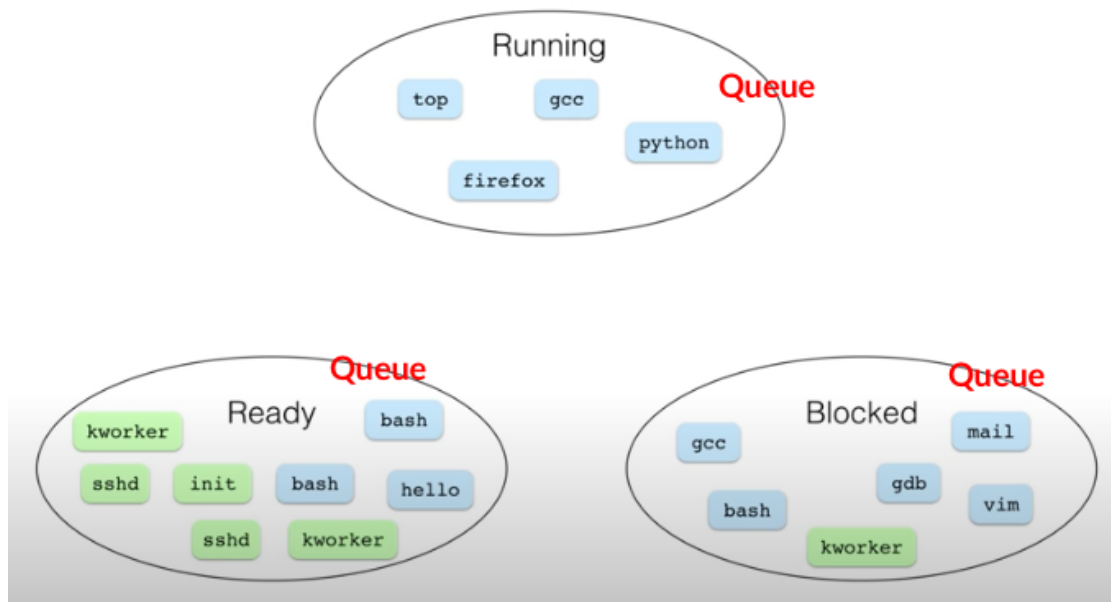 Running
Queue
top
gcc
python
firefox
Queue
Ready
bash
kworker
sshd
init
bash
hello
sshd
kworker
Queue
Blocked
mail
gcc
gdb
vim
bash
kworker